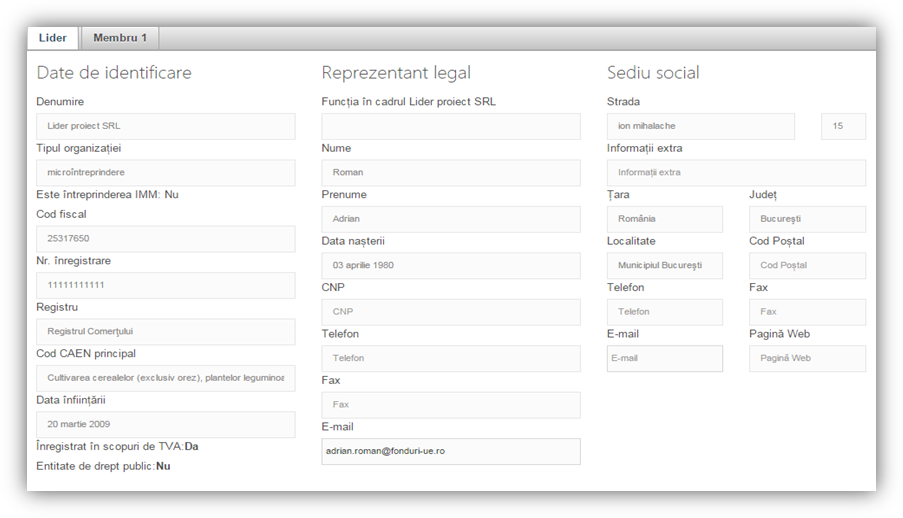 Lider
Membru 1
Date de identificare
Denumire
Lider proiect SRL
Tipul organizației
microîntreprindere
Este întreprinderea IMM: Nu
Cod fiscal
25317650
Nr. înregistrare
11111111111
Registru
Registrul Comerțului
Cod CAEN principal
Cultivarea cerealelor (exclusiv orez), plantelor leguminoa
Data înființării
20 martie 2009
Înregistrat în scopuri de TVA:Da
Entitate de drept public:Nu
Reprezentant legal
Funcția în cadrul Lider proiect SRL
Nume
Roman
Prenume
Adrian
Data nașterii
03 aprilie 1980
CNP
CNP
Telefon
Telefon
Fax
Fax
E-mail
adrian.roman@fonduri-ue.ro
Sediu social
Strada
ion mihalache 15
Informații extra
Informații extra
Țara Județ
România București
Localitate Cod Poștal
Municipiul București Cod Poștal
Telefon Fax
Telefon Fax
E-mail Pagină Web
E-mail Pagină Web